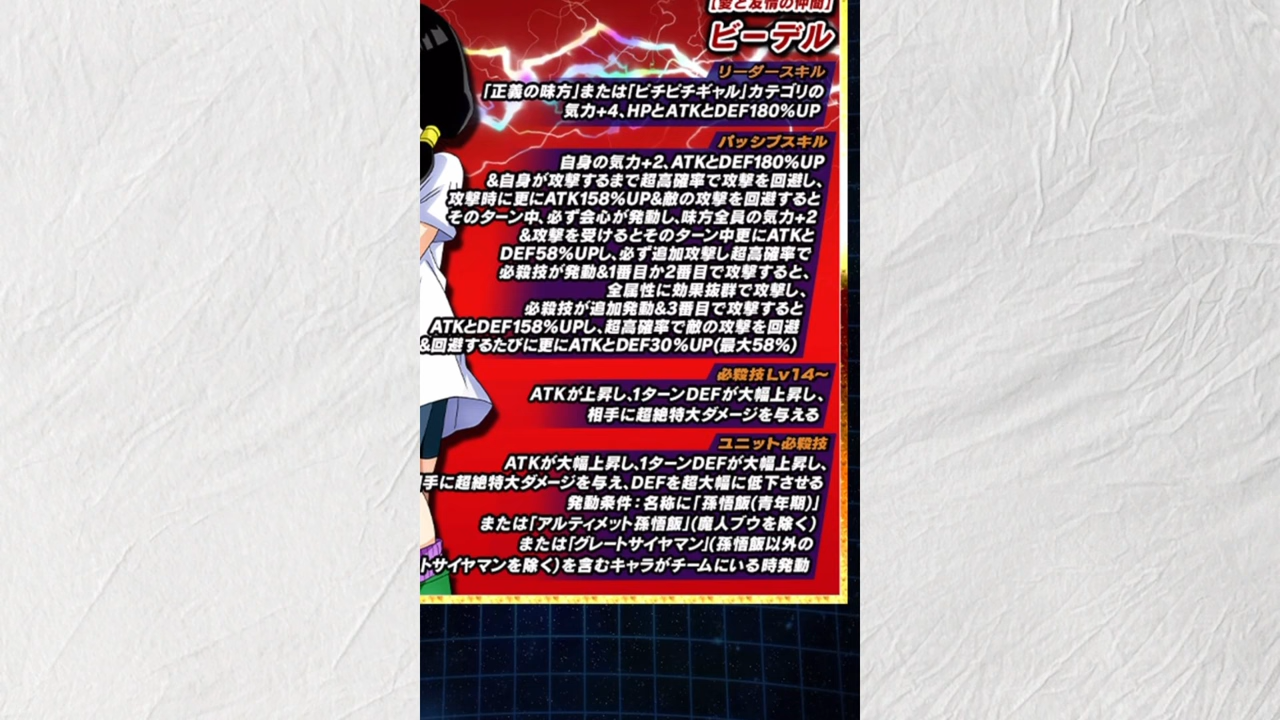 [愛と友情の仲間]
ビーデル
リーダースキル
「正義の味方」または「ピチピチギャル」カテゴリの
気力+4、HPとATKとDEF180%UP
パッシブスキル
自身の気力+2、ATKとDEF180%UP
&自身が攻撃するまで超高確率で攻撃を回避し、
攻撃時に更にATK158%UP&敵の攻撃を回避すると
そのターン中、必ず会心が発動し、味方全員の気力+2
&攻撃を受けるとそのターン中更にATKと
DEF58%UPし、必ず追加攻撃し超高確率で
必殺技が発動&1番目か2番目で攻撃すると、
全属性に効果抜群で攻撃し、
必殺技が追加発動&3番目で攻撃すると
ATKとDEF158%UPし、超高確率で敵の攻撃を回避
&回避するたびに更にATKとDEF30%UP(最大58%)
必殺技Lv14~
ATKが上昇し、1ターンDEFが大幅上昇し、
相手に超絶特大ダメージを与える
ユニット必殺技
ATKが大幅上昇し、1ターンDEFが大幅上昇し、
手に超絶特大ダメージを与え、DEFを超大幅に低下させる
発動条件：名称に「孫悟飯(青年期)」
または「アルティメット孫悟飯」(魔人ブウを除く)
または「グレートサイヤマン」(孫悟飯以外の
トサイヤマンを除く)を含むキャラがチームにいる時発動